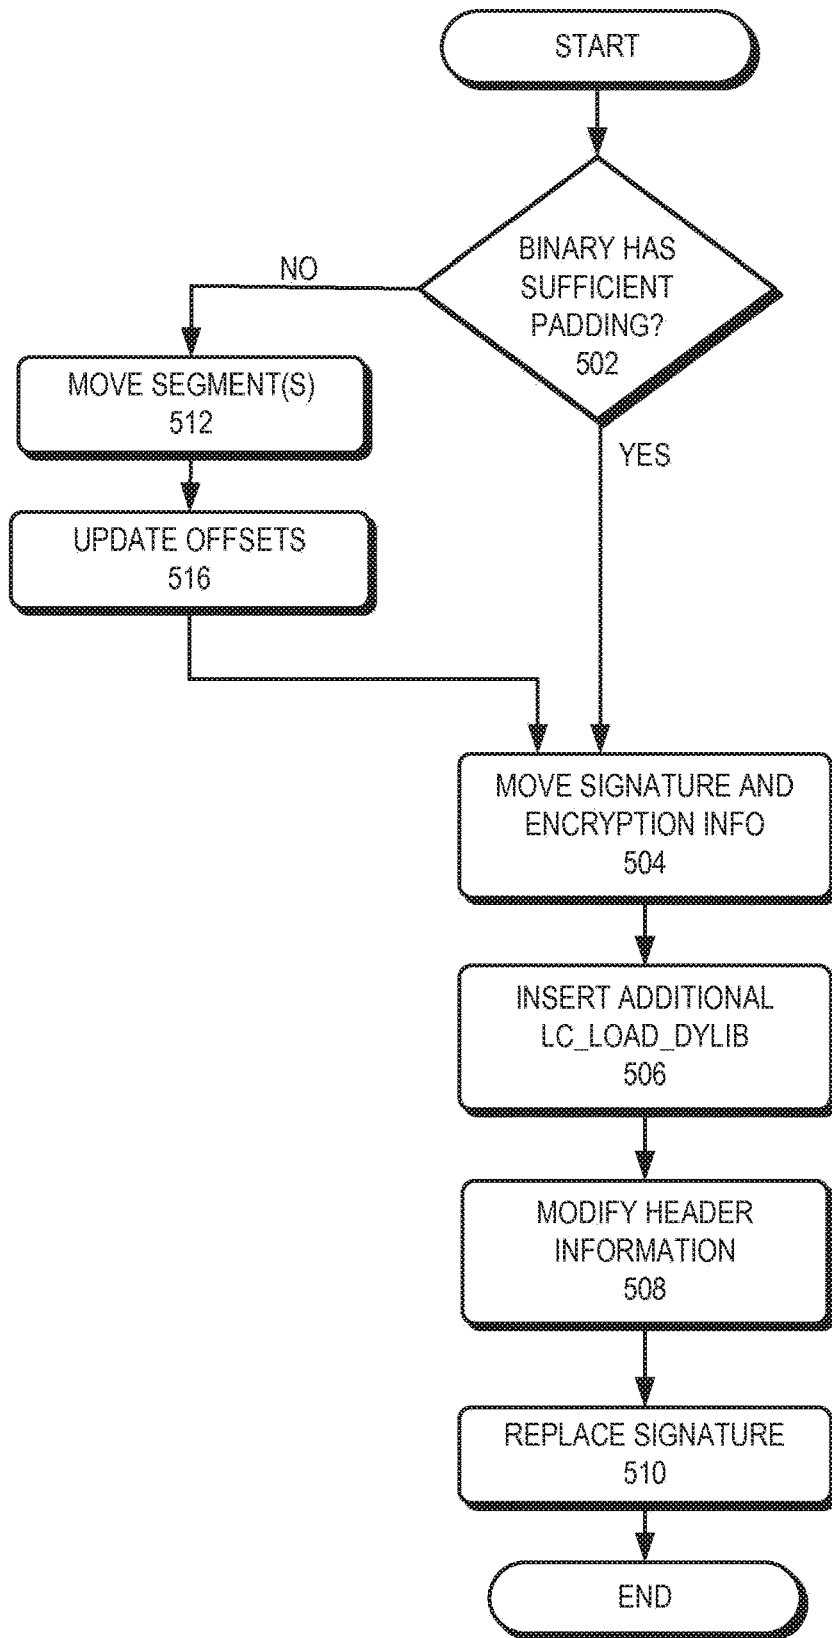 START
BINARY HAS
SUFFICIENT
PADDING?
502
NO
YES
MOVE SEGMENT(S)
512
UPDATE OFFSETS
516
MOVE SIGNATURE AND
ENCRYPTION INFO
504
INSERT ADDITIONAL
LC_LOAD_DYLIB
506
MODIFY HEADER
INFORMATION
508
REPLACE SIGNATURE
510
END